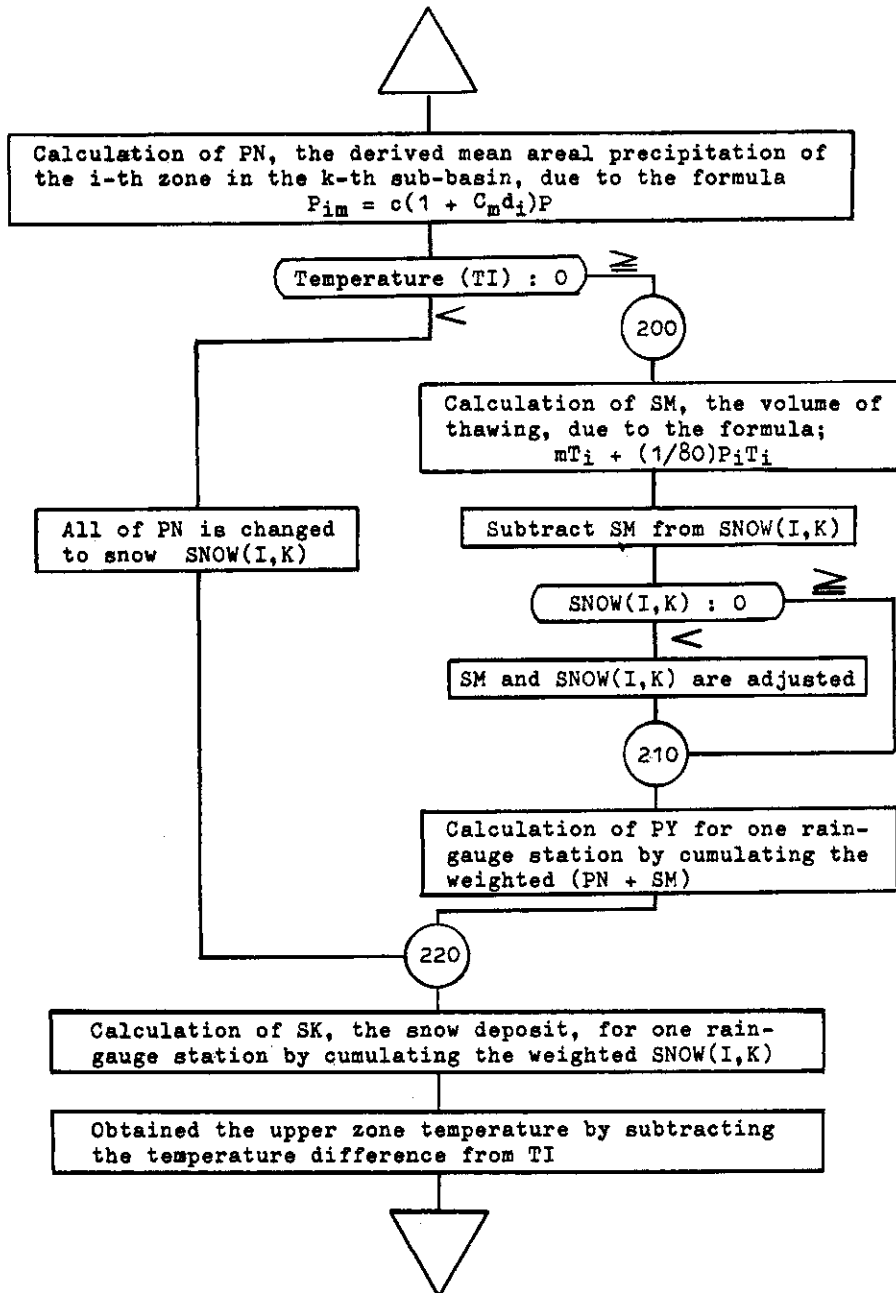 Calculation of PN, the derived mean areal precipitation of
the i-th zone in the k-th sub-basin, due to the formula
P_im = c(1 + C_m d_i)P
Temperature (TI) : 0
≧
<
200
Calculation of SM, the volume of
thawing, due to the formula;
mT_i + (1/80)P_iT_i
All of PN is changed
to snow SNOW(I,K)
Subtract SM from SNOW(I,K)
SNOW(I,K) : 0
≧
<
SM and SNOW(I,K) are adjusted
210
Calculation of PY for one rain-
gauge station by cumulating the
weighted (PN + SM)
220
Calculation of SK, the snow deposit, for one rain-
gauge station by cumulating the weighted SNOW(I,K)
Obtained the upper zone temperature by subtracting
the temperature difference from TI